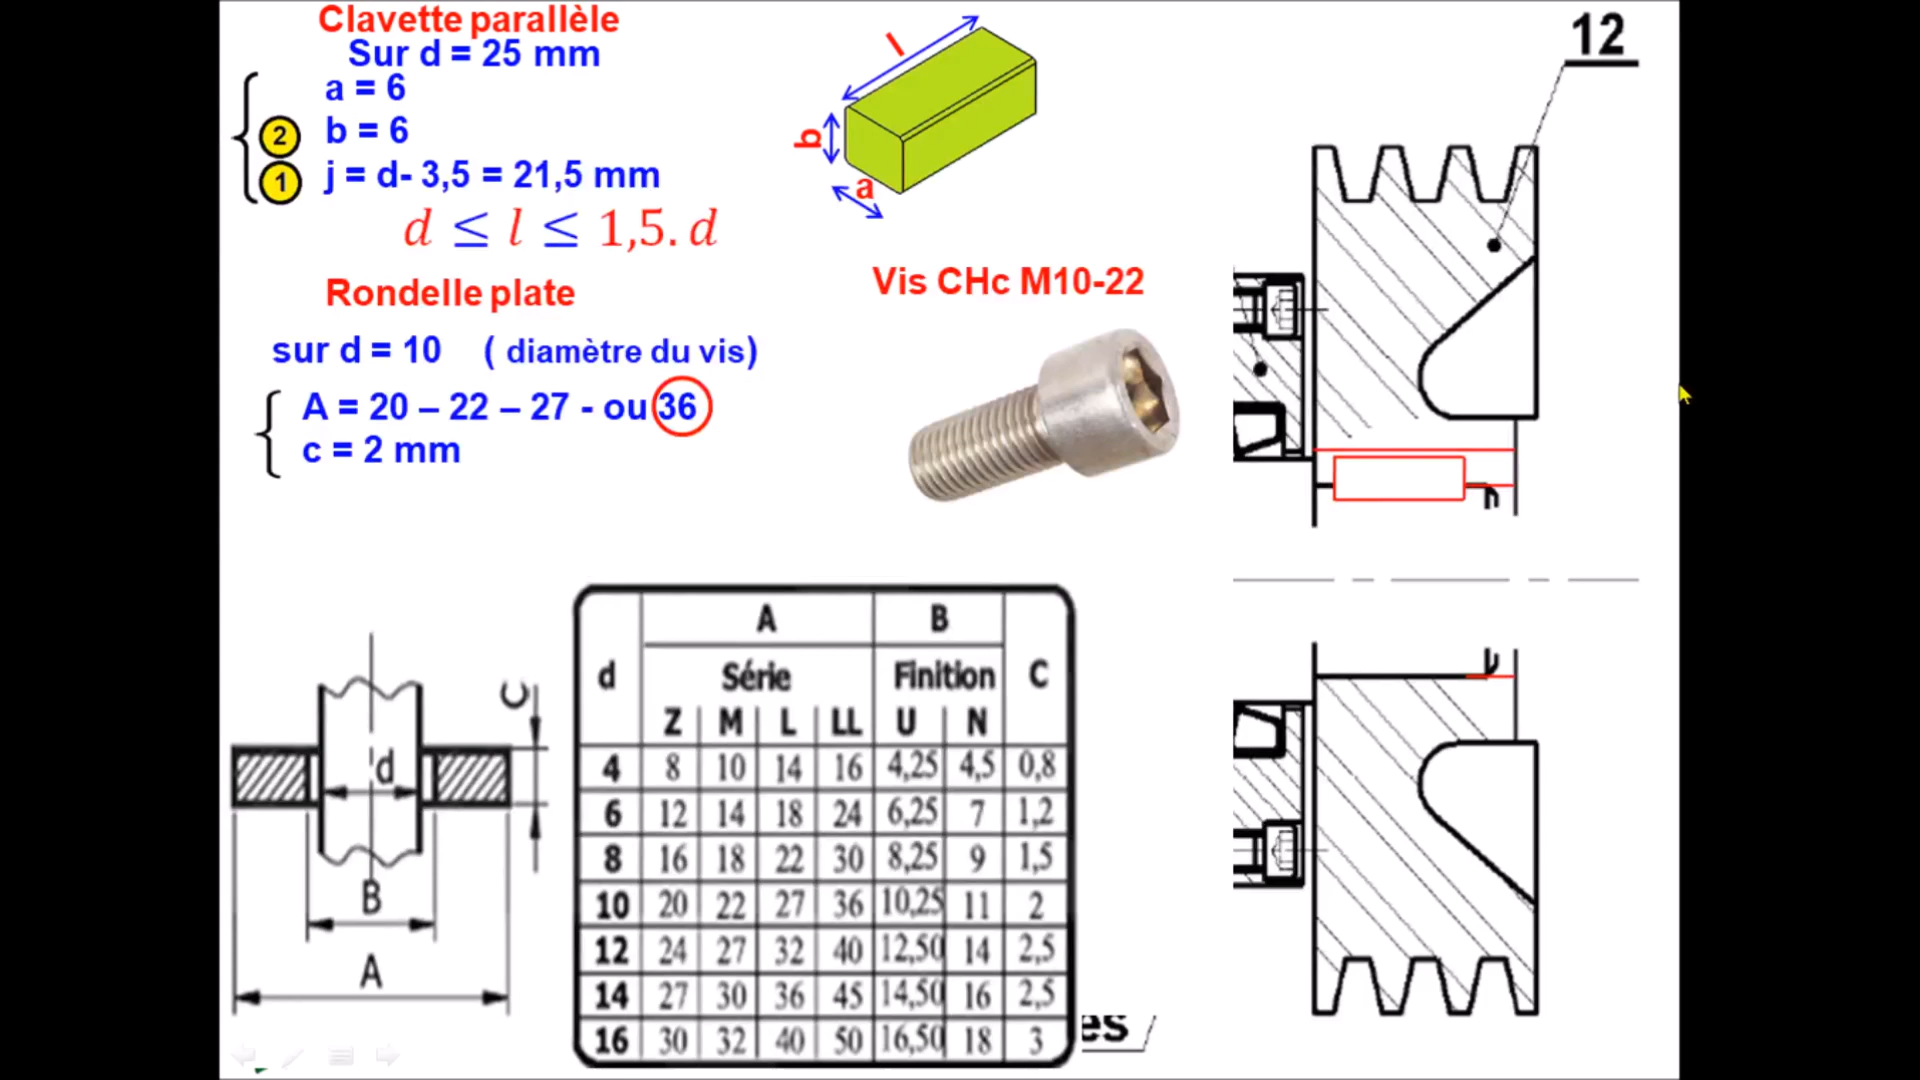 Clavette parallèle
Sur d = 25 mm
a = 6
2 b = 6
1 j = d- 3,5 = 21,5 mm
d ≤ l ≤ 1,5. d
l
b
a
12
Rondelle plate
sur d = 10 ( diamètre du vis)
A = 20 – 22 – 27 - ou 36
c = 2 mm
Vis CHc M10-22
C
d
B
A
d A B C
Série Finition
Z M L LL U N
4 8 10 14 16 4,25 4,5 0,8
6 12 14 18 24 6,25 7 1,2
8 16 18 22 30 8,25 9 1,5
10 20 22 27 36 10,25 11 2
12 24 27 32 40 12,50 14 2,5
14 27 30 36 45 14,50 16 2,5
16 30 32 40 50 16,50 18 3
es